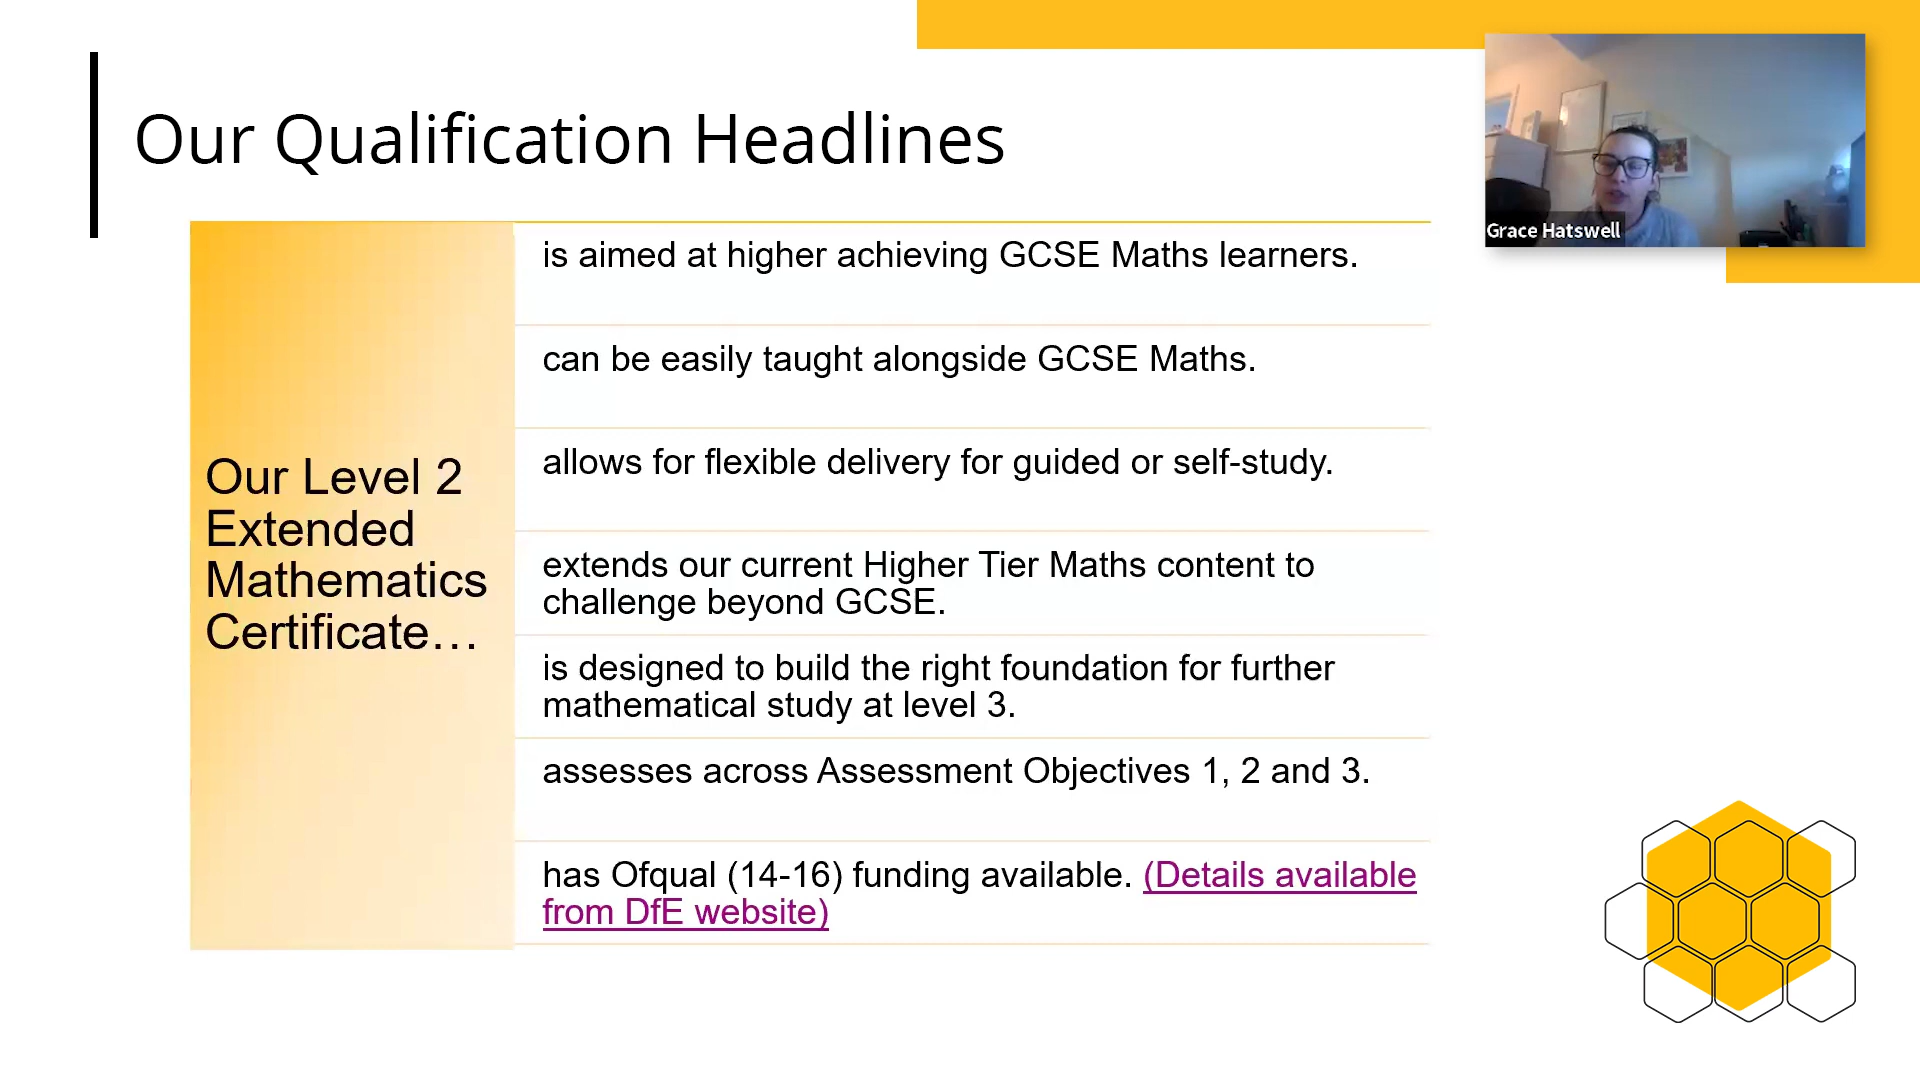 Our Qualification Headlines
Grace Hatswell
Our Level 2
Extended
Mathematics
Certificate…
is aimed at higher achieving GCSE Maths learners.
can be easily taught alongside GCSE Maths.
allows for flexible delivery for guided or self-study.
extends our current Higher Tier Maths content to
challenge beyond GCSE.
is designed to build the right foundation for further
mathematical study at level 3.
assesses across Assessment Objectives 1, 2 and 3.
has Ofqual (14-16) funding available. (Details available
from DfE website)